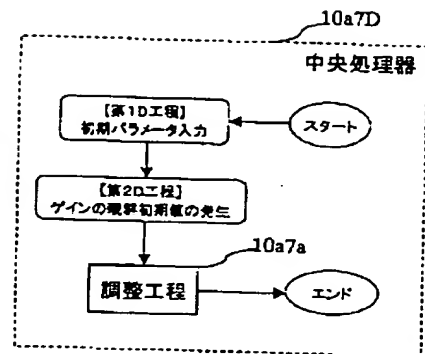 10a7D
中央処理器
【第1D工程】
初期パラメータ入力
スタート
【第2D工程】
ゲインの 初期値の発生
10a7a
調整工程
エンド